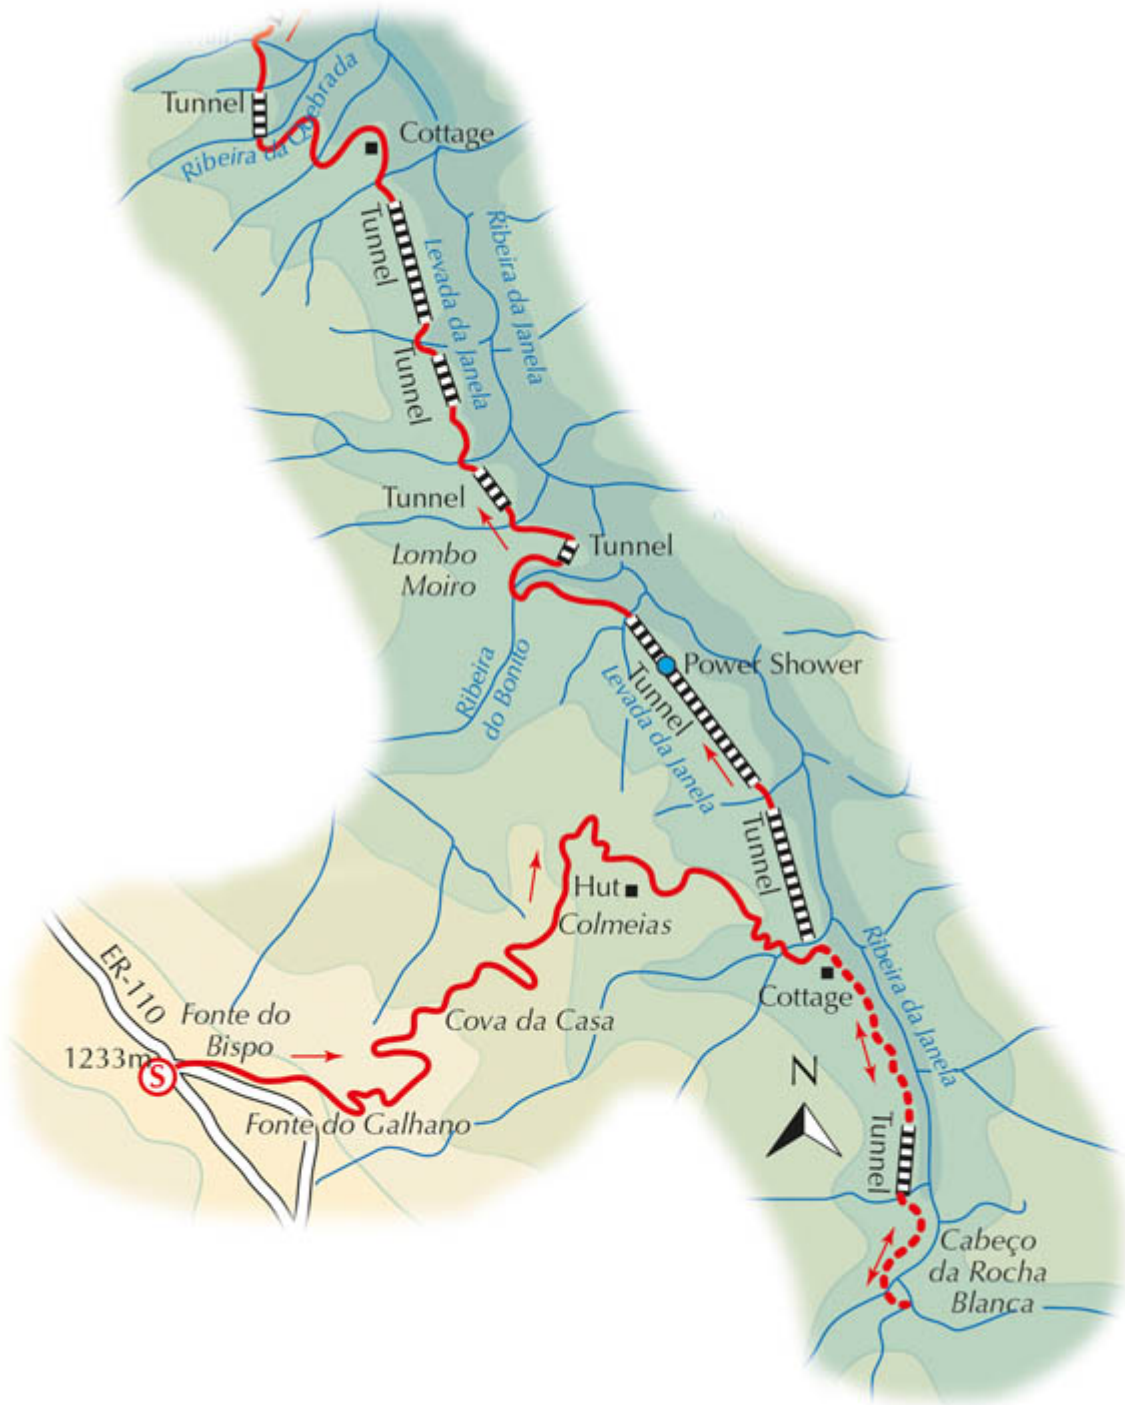 Tunnel
Ribeira da Quebrada
Cottage
Tunnel
Levada da Janela
Ribeira da Janela
Tunnel
Tunnel
Tunnel
Lombo
Moiro
Ribeira
do Bonito
Power Shower
Tunnel
Levada da Janela
Tunnel
Hut
Colmeias
Ribeira da Janela
Cottage
ER-110
Fonte do
Bispo
Cova da Casa
1233m
S
Fonte do Galhano
N
Tunnel
Cabeço
da Rocha
Blanca